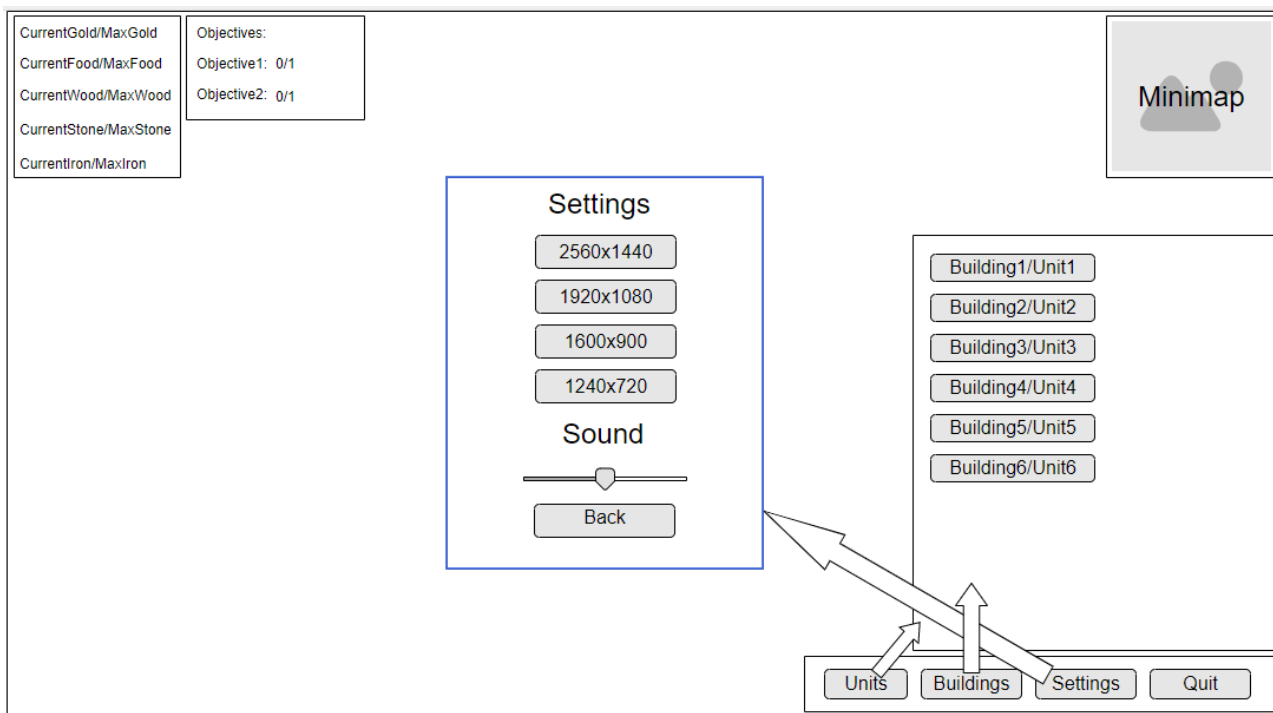 CurrentGold/MaxGold
CurrentFood/MaxFood
CurrentWood/MaxWood
CurrentStone/MaxStone
CurrentIron/MaxIron
Objectives:
Objective1: 0/1
Objective2: 0/1
Minimap
Settings
2560x1440
1920x1080
1600x900
1240x720
Sound
Back
Building1/Unit1
Building2/Unit2
Building3/Unit3
Building4/Unit4
Building5/Unit5
Building6/Unit6
Units
Buildings
Settings
Quit